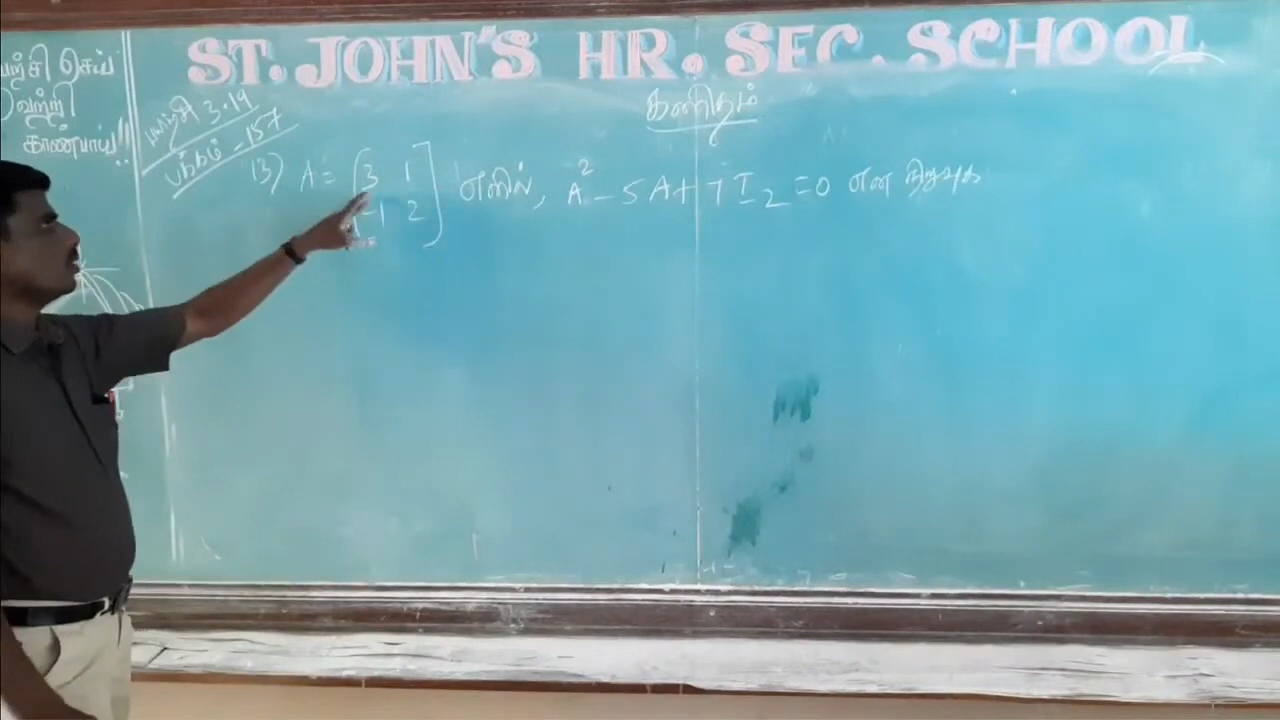 ST. JOHN'S HR. SEC. SCHOOL
கணிதம்
செய்
வெற்றி
காண்பாய்!!
பயிற்சி 3.19
பக்கம் - 157
13) A = [3 1
-1 2] எனில், A² - 5A + 7I₂ = 0 என நிறுவுக